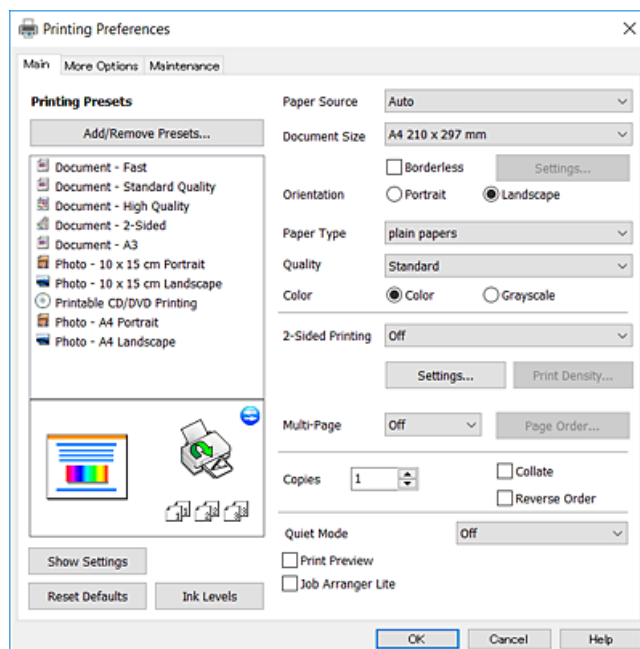 Printing Preferences
Main More Options Maintenance
Printing Presets
Add/Remove Presets...
Document - Fast
Document - Standard Quality
Document - High Quality
Document - 2-Sided
Document - A3
Photo - 10 x 15 cm Portrait
Photo - 10 x 15 cm Landscape
Printable CD/DVD Printing
Photo - A4 Portrait
Photo - A4 Landscape
Show Settings
Reset Defaults Ink Levels
Paper Source Auto
Document Size A4 210 x 297 mm
Borderless Settings...
Orientation Portrait Landscape
Paper Type plain papers
Quality Standard
Color Color Grayscale
2-Sided Printing Off
Settings... Print Density...
Multi-Page Off Page Order...
Copies 1 Collate
Reverse Order
Quiet Mode Off
Print Preview
Job Arranger Lite
OK Cancel Help